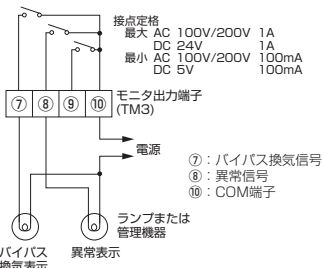 接点定格
最大 AC 100V/200V 1A
DC 24V 1A
最小 AC 100V/200V 100mA
DC 5V 100mA
⑦ ⑧ ⑨ ⑩
モニタ出力端子
(TM3)
電源
⑦：バイパス換気信号
⑧：異常信号
⑩：COM端子
ランプまたは
管理機器
バイパス 異常表示
換気表示